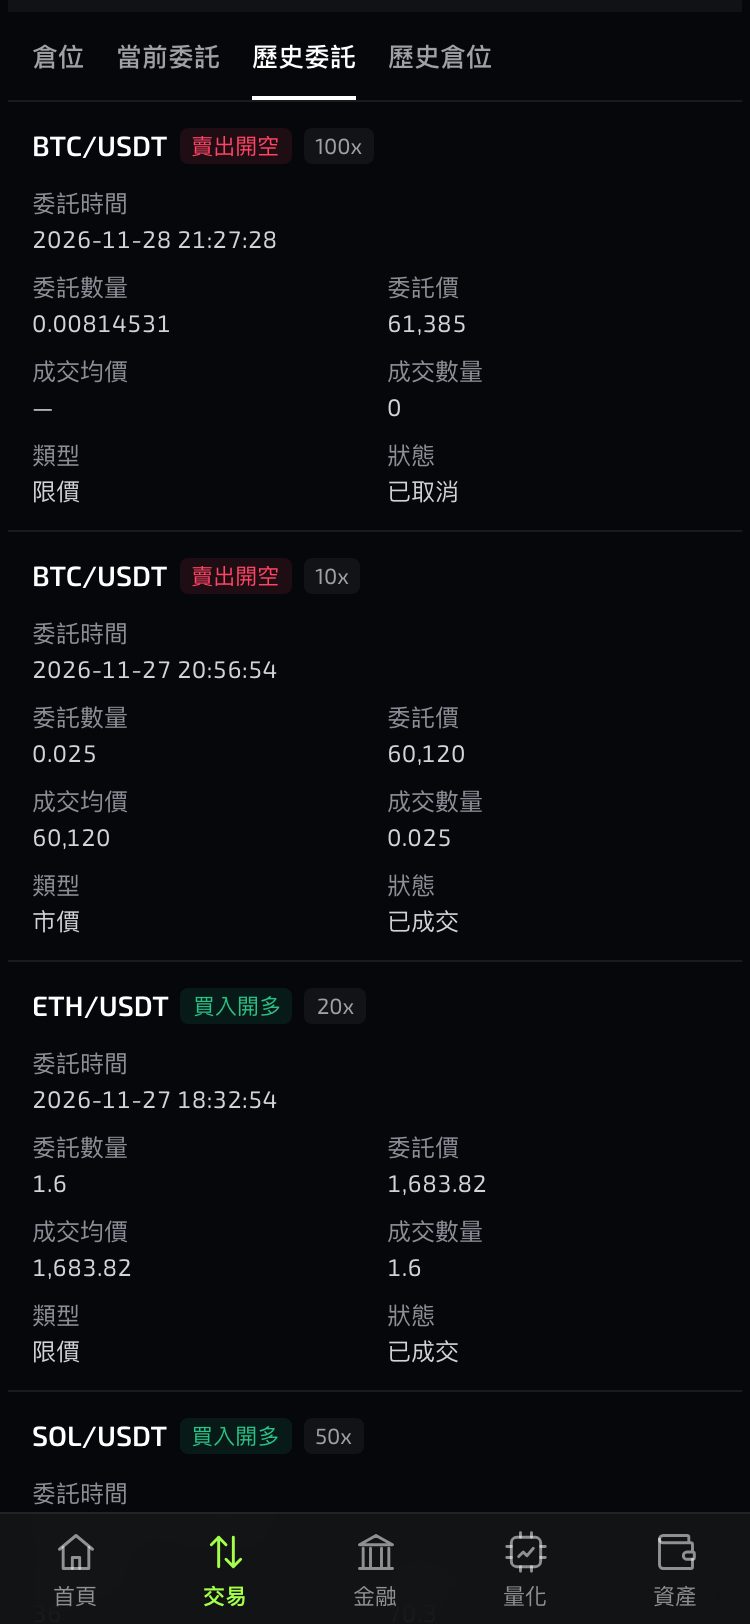 倉位 當前委託 歷史委託 歷史倉位
BTC/USDT 賣出開空 100x
委託時間
2026-11-28 21:27:28
委託數量 委託價
0.00814531 61,385
成交均價 成交數量
— 0
類型 狀態
限價 已取消
BTC/USDT 賣出開空 10x
委託時間
2026-11-27 20:56:54
委託數量 委託價
0.025 60,120
成交均價 成交數量
60,120 0.025
類型 狀態
市價 已成交
ETH/USDT 買入開多 20x
委託時間
2026-11-27 18:32:54
委託數量 委託價
1.6 1,683.82
成交均價 成交數量
1,683.82 1.6
類型 狀態
限價 已成交
SOL/USDT 買入開多 50x
委託時間
首頁 交易 金融 量化 資產